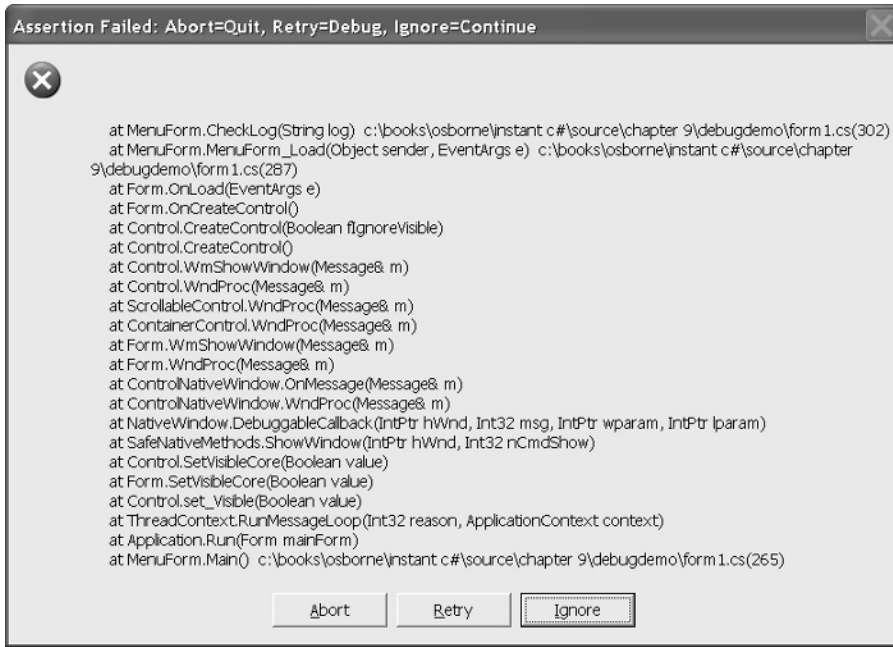 Assertion Failed: Abort=Quit, Retry=Debug, Ignore=Continue
at MenuForm.CheckLog(String log) c:\books\osborne\instant c#\source\chapter 9\debugdemo\form1.cs(302)
at MenuForm.MenuForm_Load(Object sender, EventArgs e) c:\books\osborne\instant c#\source\chapter
9\debugdemo\form1.cs(287)
at Form.OnLoad(EventArgs e)
at Form.OnCreateControl()
at Control.CreateControl(Boolean fIgnoreVisible)
at Control.CreateControl()
at Control.WmShowWindow(Message& m)
at Control.WndProc(Message& m)
at ScrollableControl.WndProc(Message& m)
at ContainerControl.WndProc(Message& m)
at Form.WmShowWindow(Message& m)
at Form.WndProc(Message& m)
at ControlNativeWindow.OnMessage(Message& m)
at ControlNativeWindow.WndProc(Message& m)
at NativeWindow.DebuggableCallback(IntPtr hWnd, Int32 msg, IntPtr wparam, IntPtr lparam)
at SafeNativeMethods.ShowWindow(IntPtr hWnd, Int32 nCmdShow)
at Control.SetVisibleCore(Boolean value)
at Form.SetVisibleCore(Boolean value)
at Control.set_Visible(Boolean value)
at ThreadContext.RunMessageLoop(Int32 reason, ApplicationContext context)
at Application.Run(Form mainForm)
at MenuForm.Main() c:\books\osborne\instant c#\source\chapter 9\debugdemo\form1.cs(265)
Abort Retry Ignore